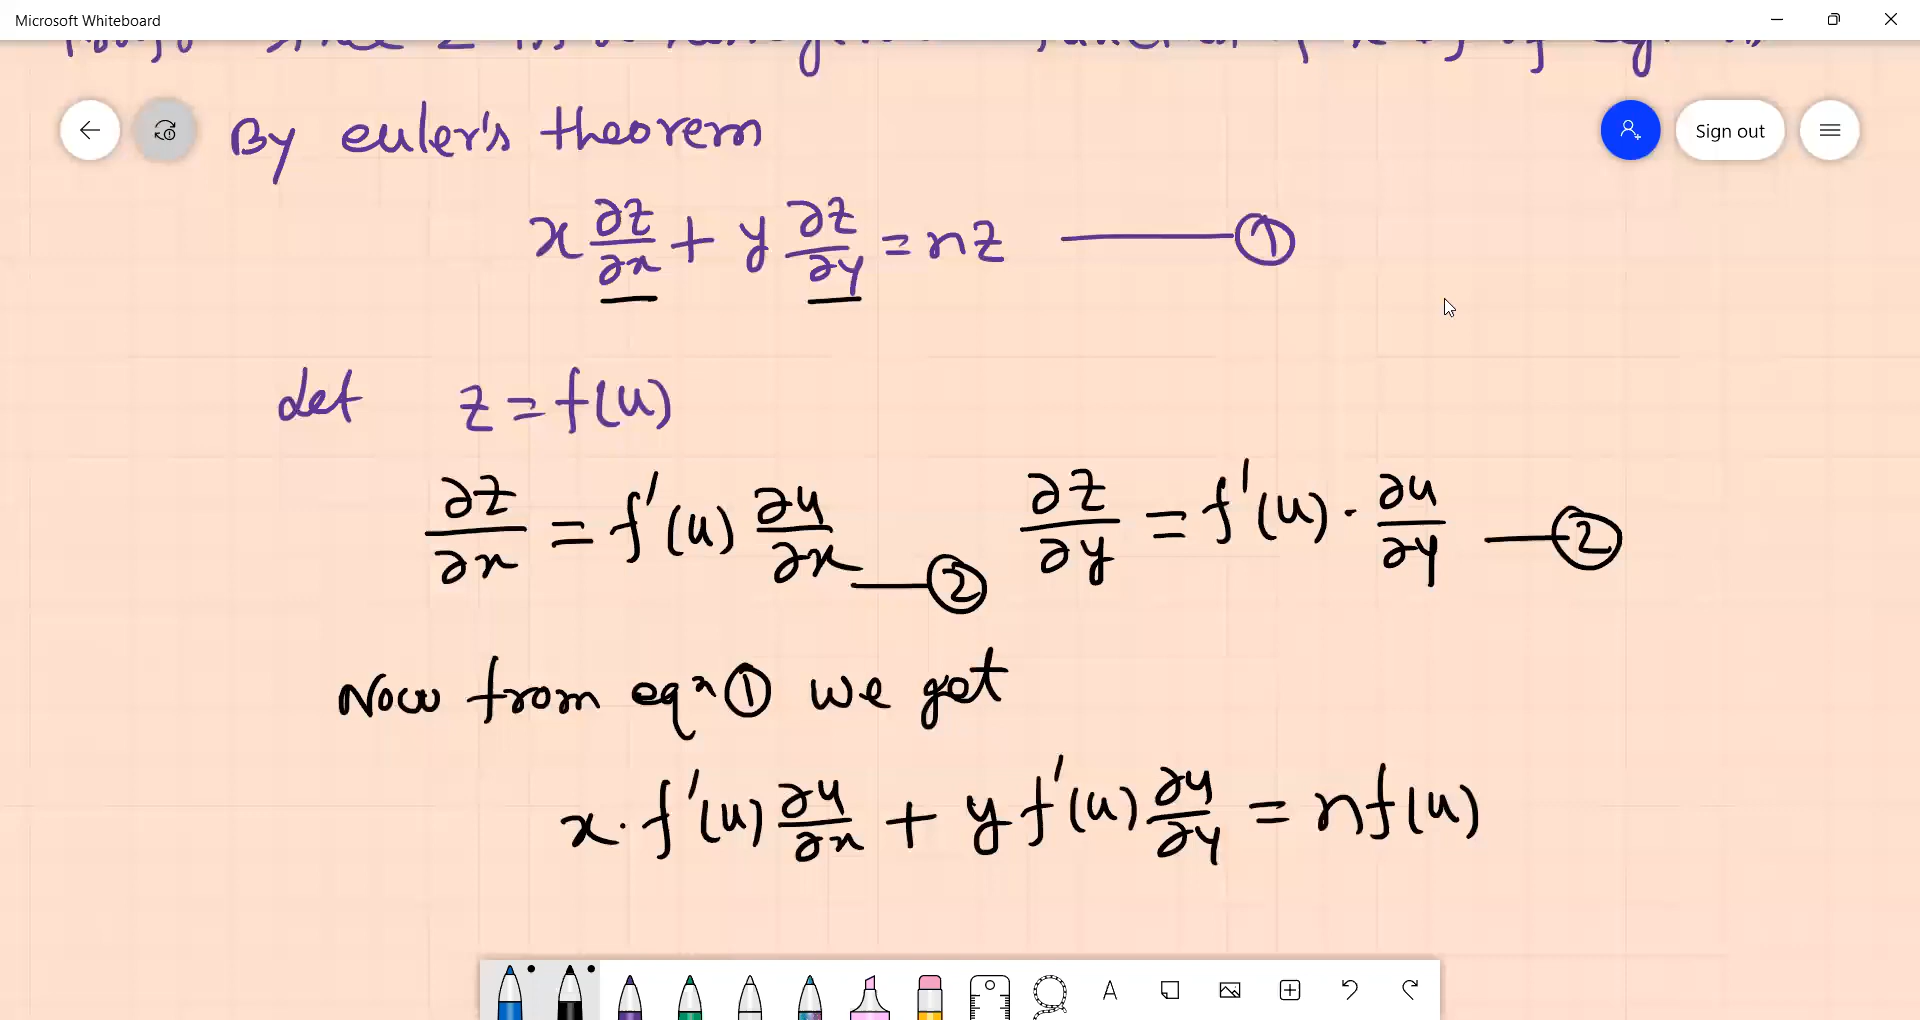 Microsoft Whiteboard
By euler's theorem
Sign out
x ∂z/∂x + y ∂z/∂y = nz ——— ①
Let z = f(u)
∂z/∂x = f'(u) ∂u/∂x —② ∂z/∂y = f'(u) · ∂u/∂y —②
Now from eqⁿ ① we get
x · f'(u) ∂u/∂x + y f'(u) ∂u/∂y = nf(u)